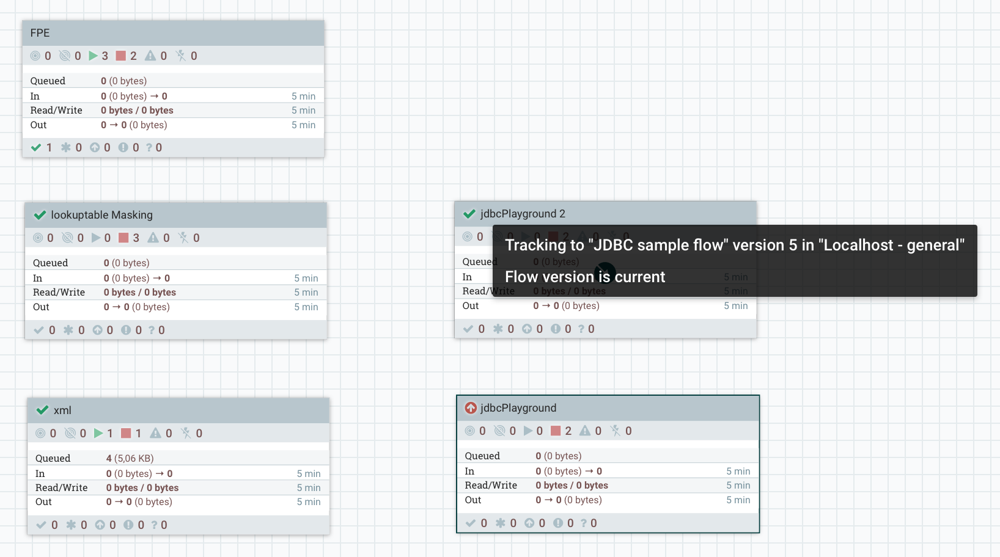 FPE
0 0 3 2 0 0
Queued 0 (0 bytes)
In 0 (0 bytes) → 0 5 min
Read/Write 0 bytes / 0 bytes 5 min
Out 0 → 0 (0 bytes) 5 min
1 0 0 0 ? 0
lookuptable Masking
0 0 0 3 0 0
Queued 0 (0 bytes)
In 0 (0 bytes) → 0 5 min
Read/Write 0 bytes / 0 bytes 5 min
Out 0 → 0 (0 bytes) 5 min
0 0 0 0 ? 0
jdbcPlayground 2
0 0 0 2 0 0
Tracking to "JDBC sample flow" version 5 in "Localhost - general"
Flow version is current
Queued 0 (0 bytes)
In 5 min
Read/Write 0 bytes / 0 bytes 5 min
Out 0 → 0 (0 bytes) 5 min
0 0 0 0 ? 0
xml
0 0 1 1 0 0
Queued 4 (5,06 KB)
In 0 (0 bytes) → 0 5 min
Read/Write 0 bytes / 0 bytes 5 min
Out 0 → 0 (0 bytes) 5 min
0 0 0 0 ? 0
jdbcPlayground
0 0 0 2 0 0
Queued 0 (0 bytes)
In 0 (0 bytes) → 0 5 min
Read/Write 0 bytes / 0 bytes 5 min
Out 0 → 0 (0 bytes) 5 min
0 0 0 0 ? 0